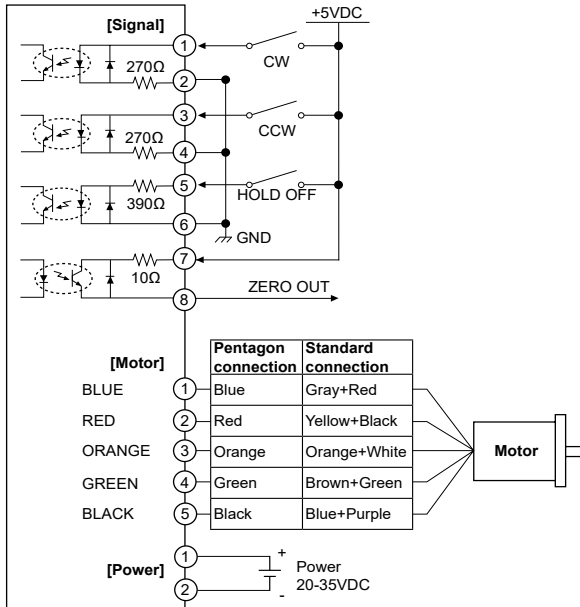 [Signal]
+5VDC
1
CW
270Ω
2
3
CCW
270Ω
4
5
HOLD OFF
390Ω
6
GND
7
10Ω
8
ZERO OUT
[Motor]
Pentagon connection
Standard connection
BLUE 1 Blue Gray+Red
RED 2 Red Yellow+Black
ORANGE 3 Orange Orange+White
GREEN 4 Green Brown+Green
BLACK 5 Black Blue+Purple
Motor
[Power]
1
+
Power
20-35VDC
2
-